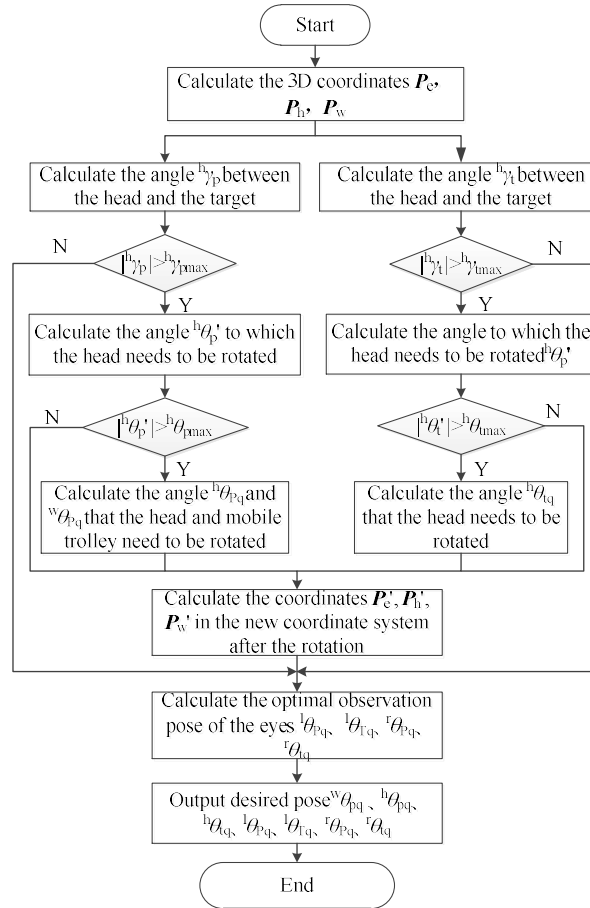 Start
Calculate the 3D coordinates Pe,
Ph, Pw
Calculate the angle hγp between
the head and the target
Calculate the angle hγt between
the head and the target
N
|hγp|>hγpmax
|hγt|>hγtmax
N
Y
Y
Calculate the angle hθp' to which
the head needs to be rotated
Calculate the angle to which the
head needs to be rotatedhθp'
N
|hθp'|>hθpmax
|hθt'|>hθtmax
N
Y
Y
Calculate the angle hθPq and
wθPq that the head and mobile
trolley need to be rotated
Calculate the angle hθtq
that the head needs to be
rotated
Calculate the coordinates Pe',Ph',
Pw' in the new coordinate system
after the rotation
Calculate the optimal observation
pose of the eyes lθPq、 lθTq、 rθPq、
rθtq
Output desired posewθpq 、hθpq、
hθtq、lθPq、lθTq、rθPq、rθtq
End